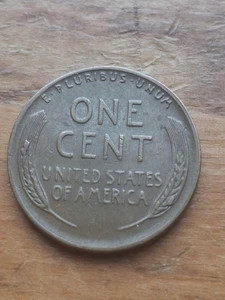 E·PLURIBUS·UNUM
ONE
CENT
UNITED STATES
OF AMERICA